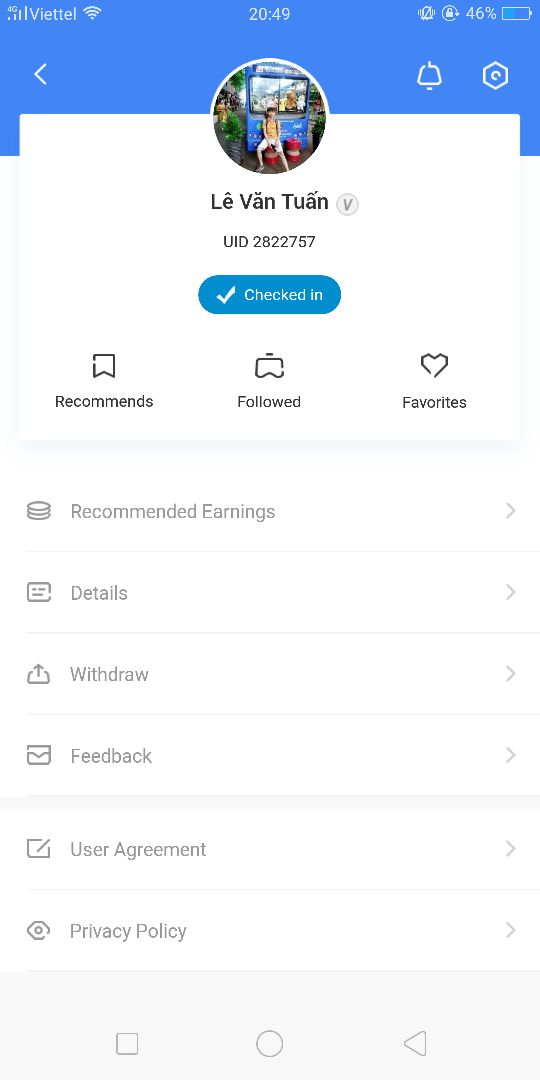 4G Viettel 20:49 46%
Lê Văn Tuấn V
UID 2822757
Checked in
Recommends Followed Favorites
Recommended Earnings
Details
Withdraw
Feedback
User Agreement
Privacy Policy